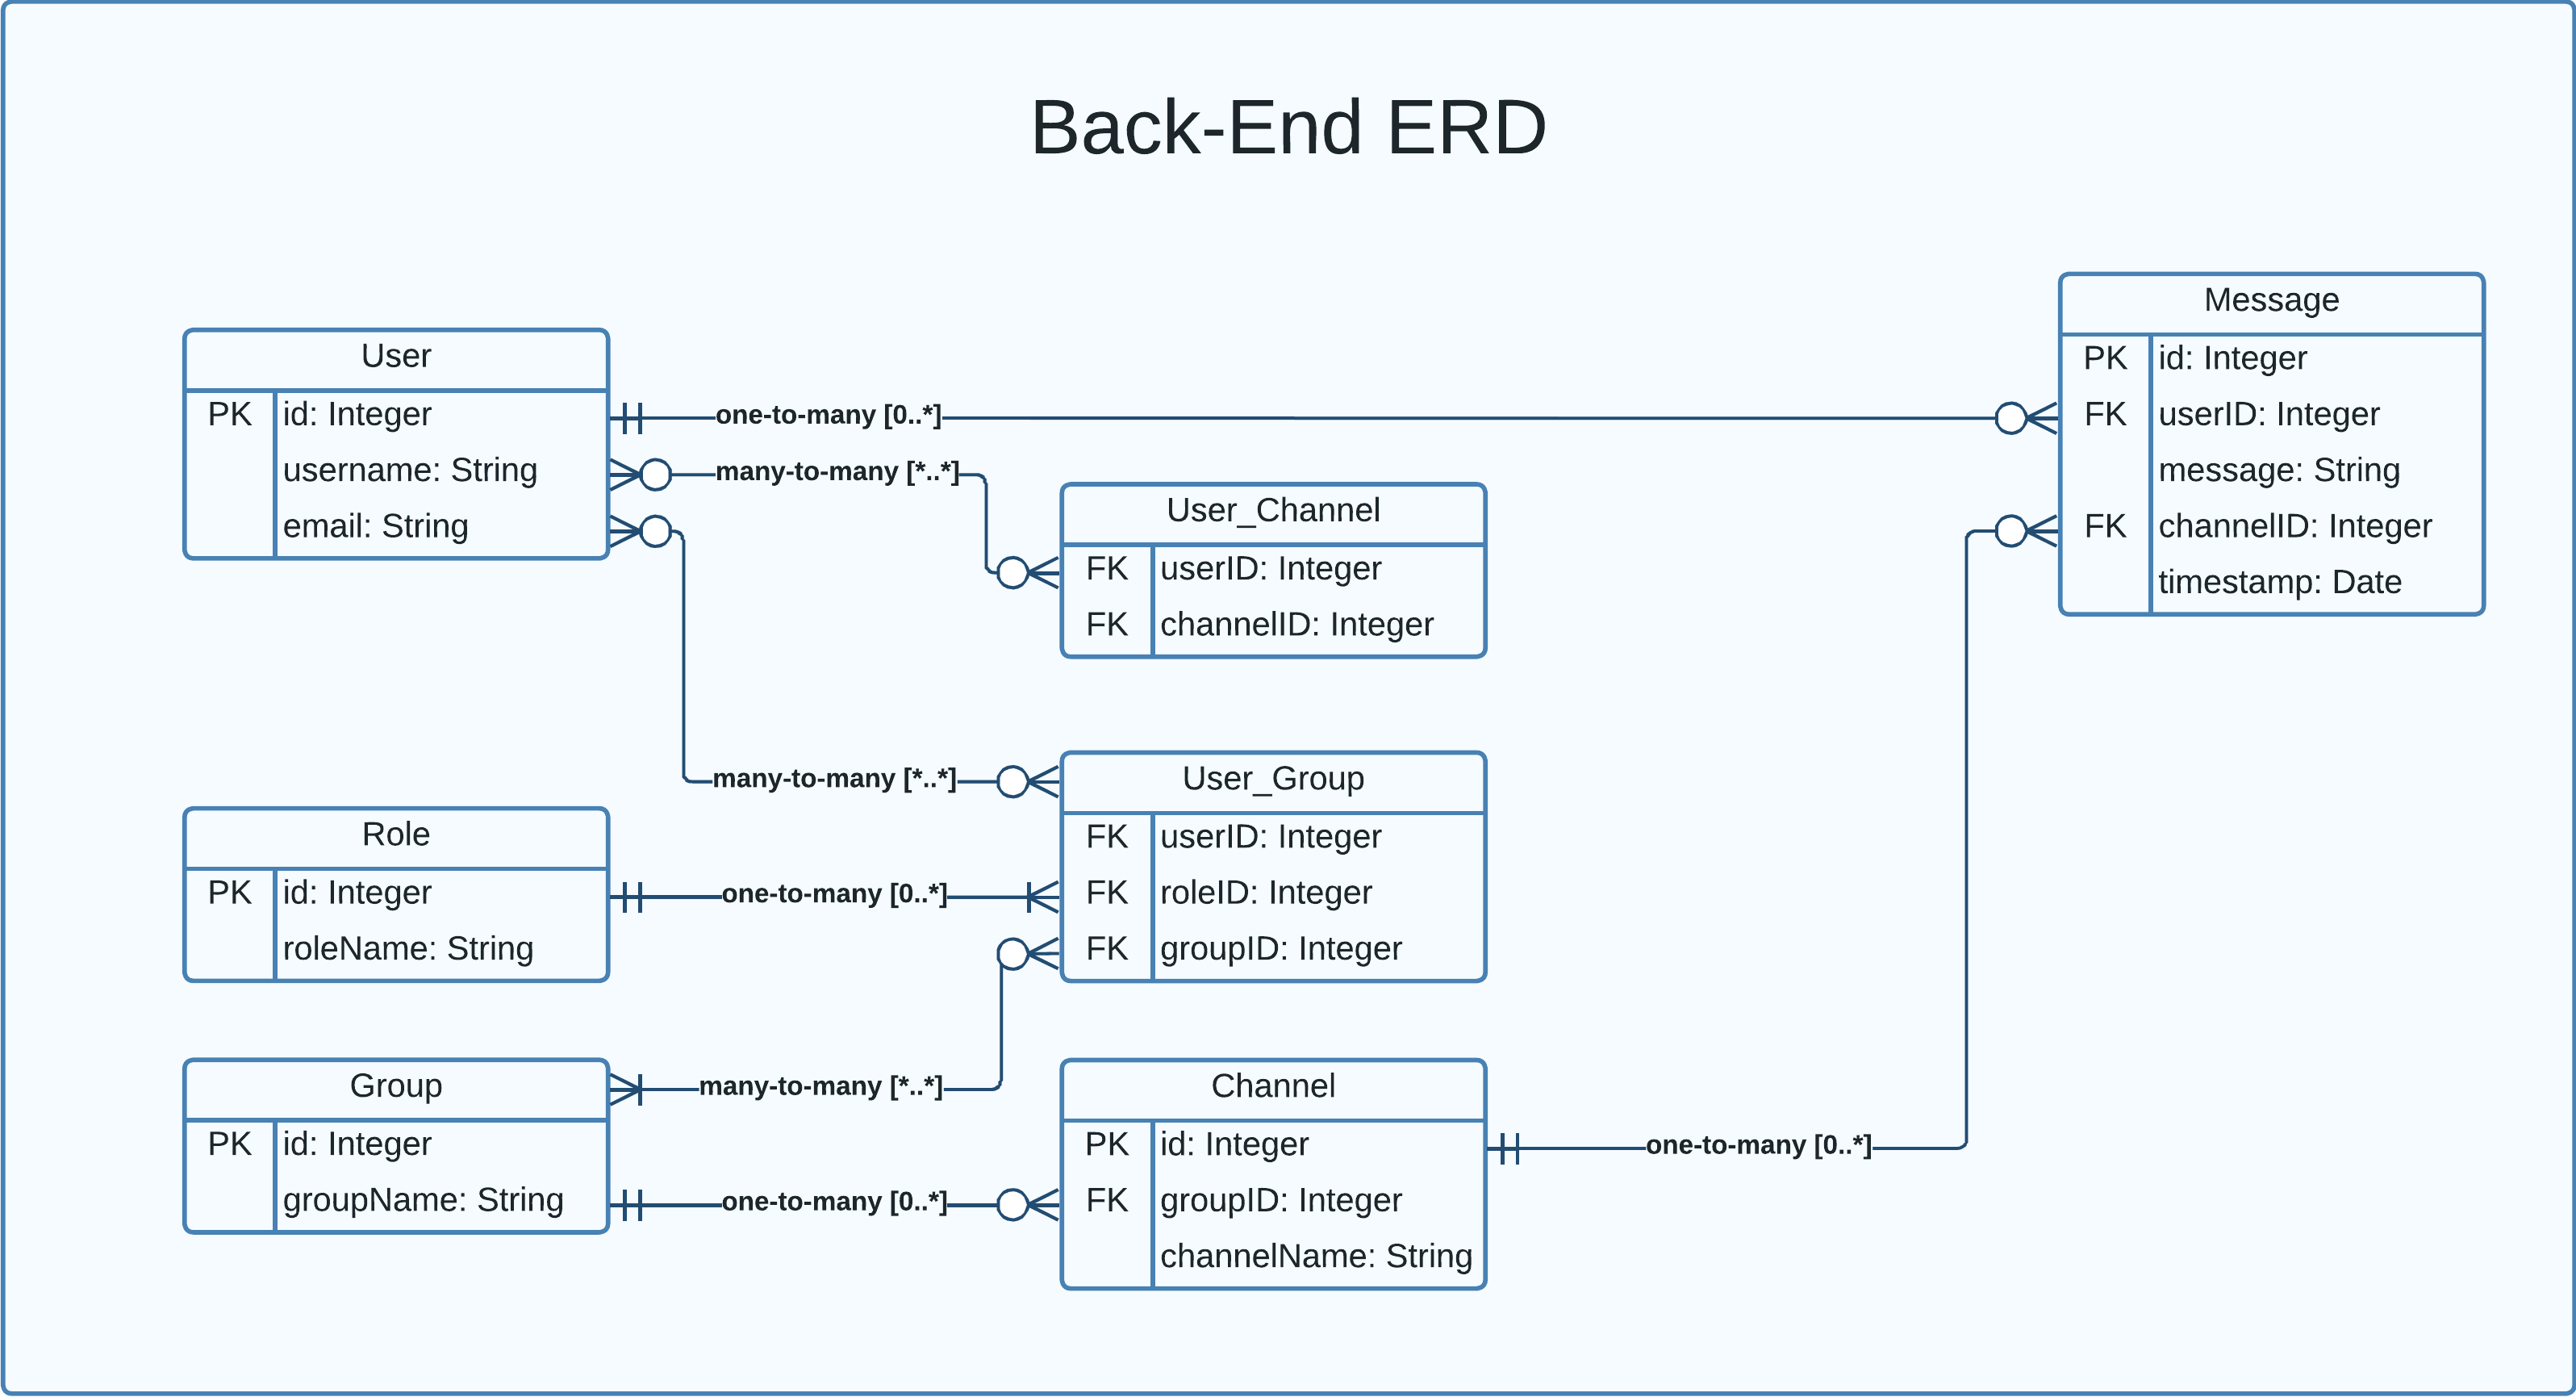 Back-End ERD
User
PK id: Integer
username: String
email: String
one-to-many [0..*]
many-to-many [*..*]
Message
PK id: Integer
FK userID: Integer
message: String
FK channelID: Integer
timestamp: Date
User_Channel
FK userID: Integer
FK channelID: Integer
many-to-many [*..*]
User_Group
FK userID: Integer
FK roleID: Integer
FK groupID: Integer
Role
PK id: Integer
roleName: String
one-to-many [0..*]
Group
PK id: Integer
groupName: String
many-to-many [*..*]
one-to-many [0..*]
Channel
PK id: Integer
FK groupID: Integer
channelName: String
one-to-many [0..*]